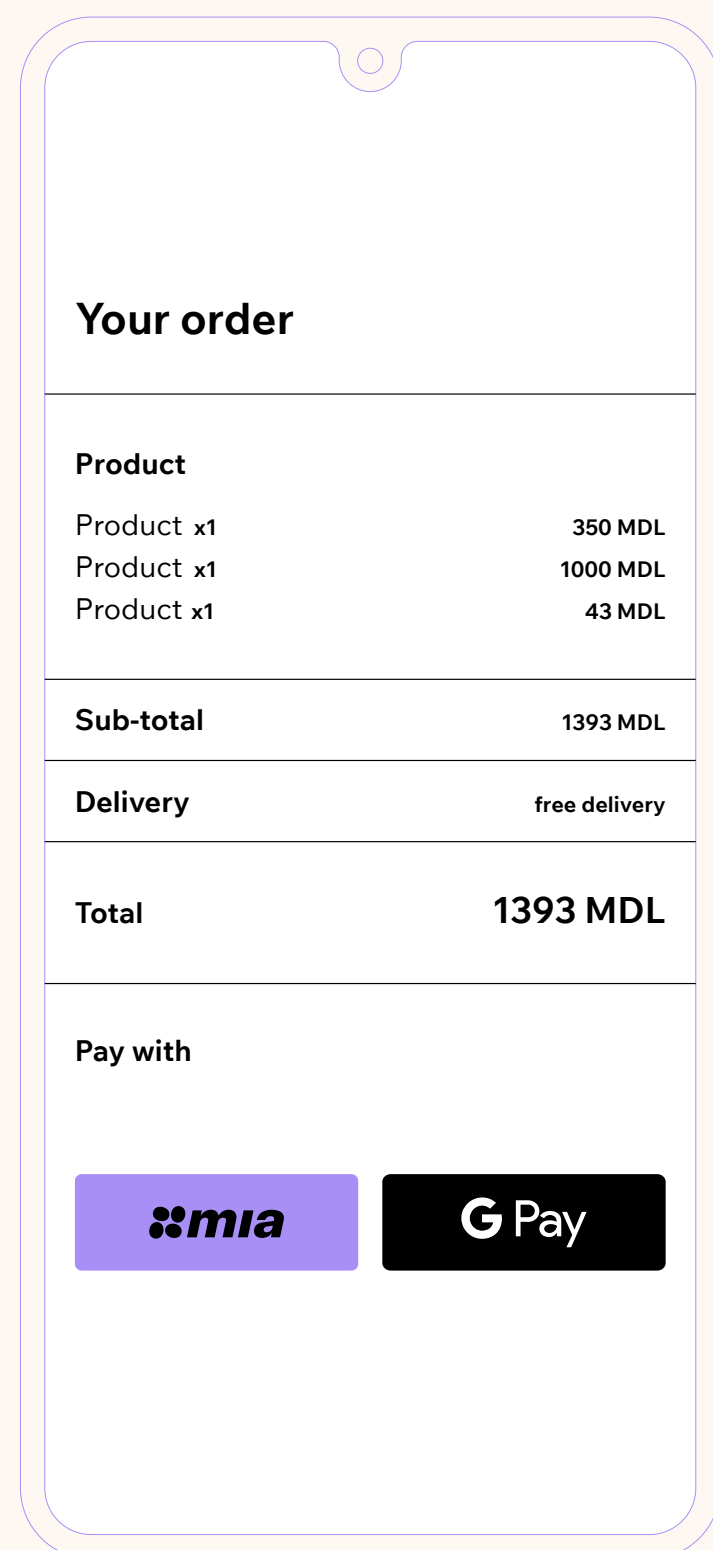 Your order
Product
Product x1 350 MDL
Product x1 1000 MDL
Product x1 43 MDL
Sub-total 1393 MDL
Delivery free delivery
Total 1393 MDL
Pay with
mıa G Pay